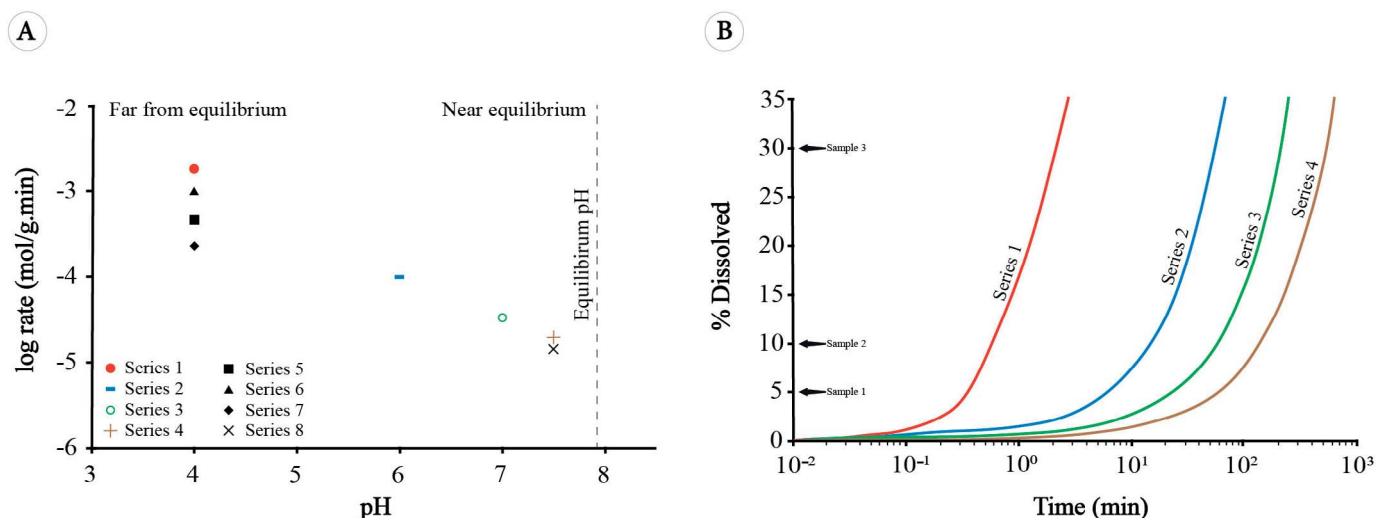 A
B
Far from equilibrium
Near equilibrium
-2
-3
-4
-5
-6
log rate (mol/g.min)
Equilibirum pH
Scrics 1
Series 2
Series 3
Series 4
Series 5
Series 6
Series 7
Series 8
3
4
5
6
7
8
pH
35
30
25
20
15
10
5
0
% Dissolved
Sample 3
Sample 2
Sample 1
Series 1
Series 2
Series 3
Series 4
10-2
10-1
100
101
102
103
Time (min)